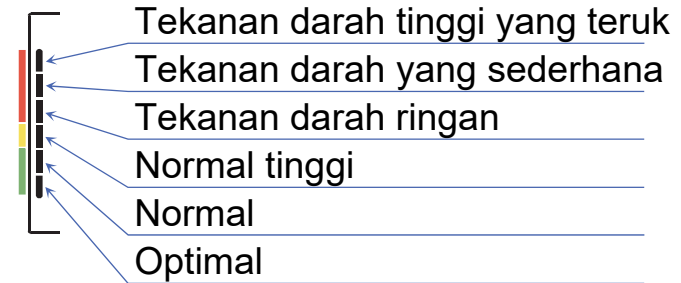 Tekanan darah tinggi yang teruk
Tekanan darah yang sederhana
Tekanan darah ringan
Normal tinggi
Normal
Optimal